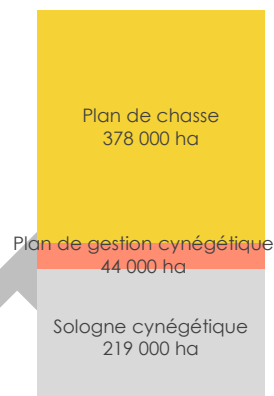 Plan de chasse
378 000 ha
Plan de gestion cynégétique
44 000 ha
Sologne cynégétique
219 000 ha